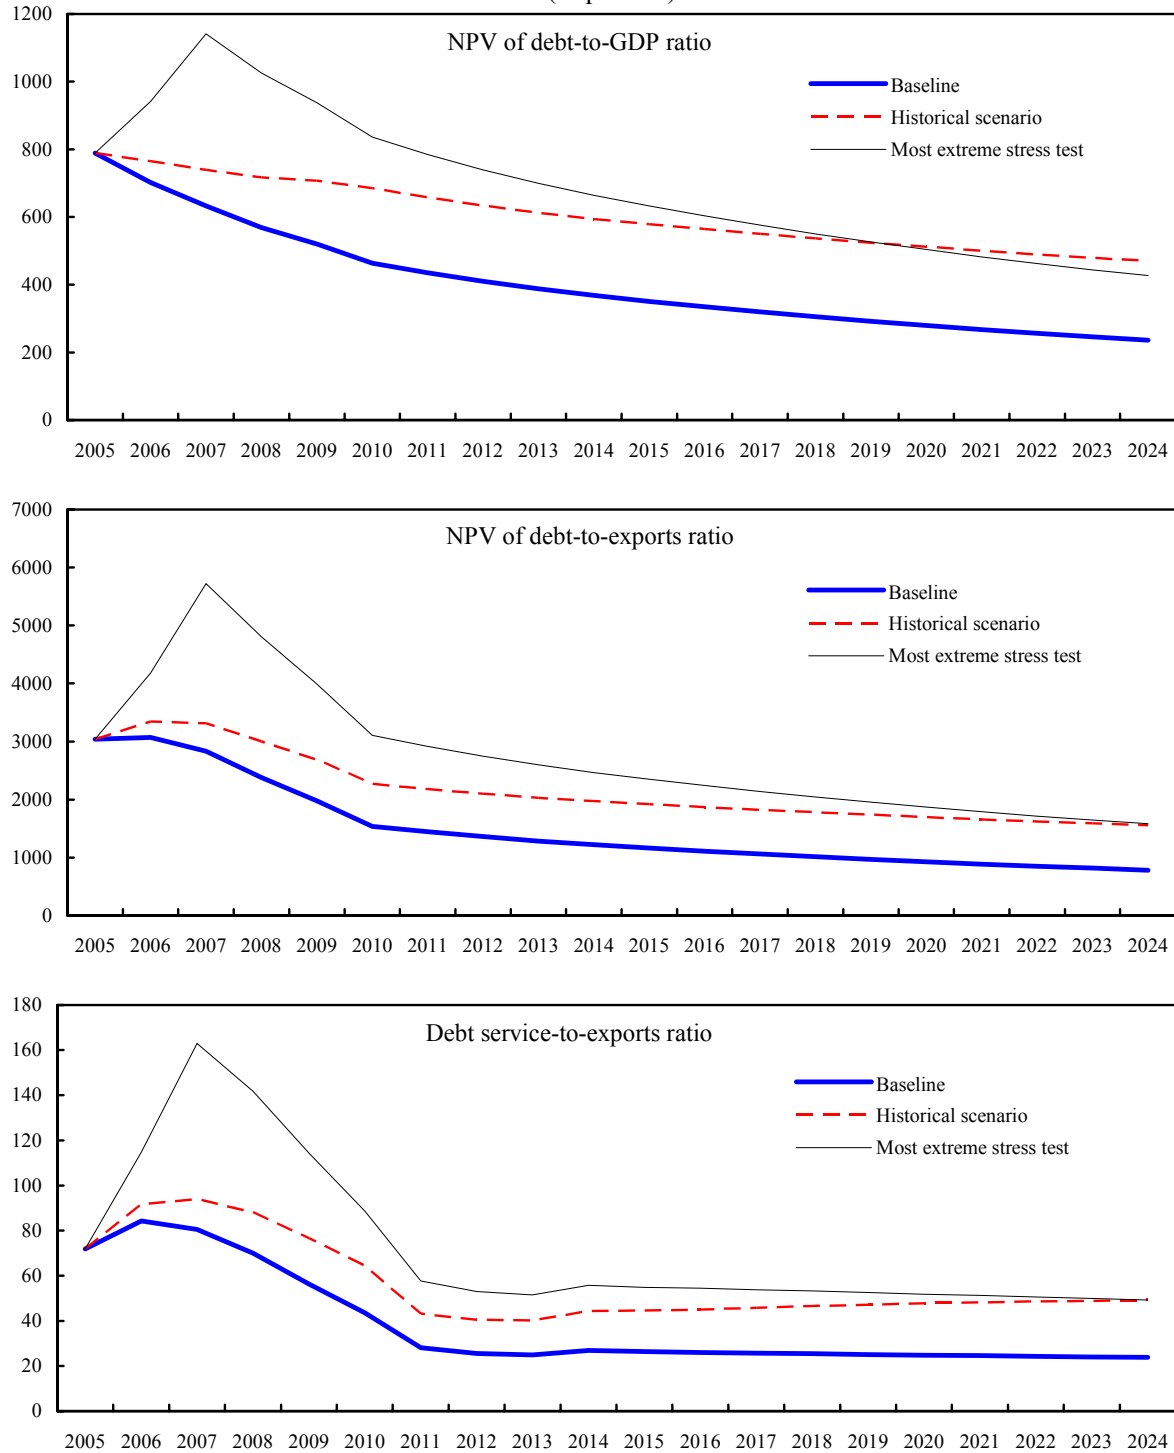 NPV of debt-to-GDP ratio
1200
1000
800
600
400
200
0
Baseline
Historical scenario
Most extreme stress test
2005 2006 2007 2008 2009 2010 2011 2012 2013 2014 2015 2016 2017 2018 2019 2020 2021 2022 2023 2024
NPV of debt-to-exports ratio
7000
6000
5000
4000
3000
2000
1000
0
Baseline
Historical scenario
Most extreme stress test
2005 2006 2007 2008 2009 2010 2011 2012 2013 2014 2015 2016 2017 2018 2019 2020 2021 2022 2023 2024
Debt service-to-exports ratio
180
160
140
120
100
80
60
40
20
0
Baseline
Historical scenario
Most extreme stress test
2005 2006 2007 2008 2009 2010 2011 2012 2013 2014 2015 2016 2017 2018 2019 2020 2021 2022 2023 2024